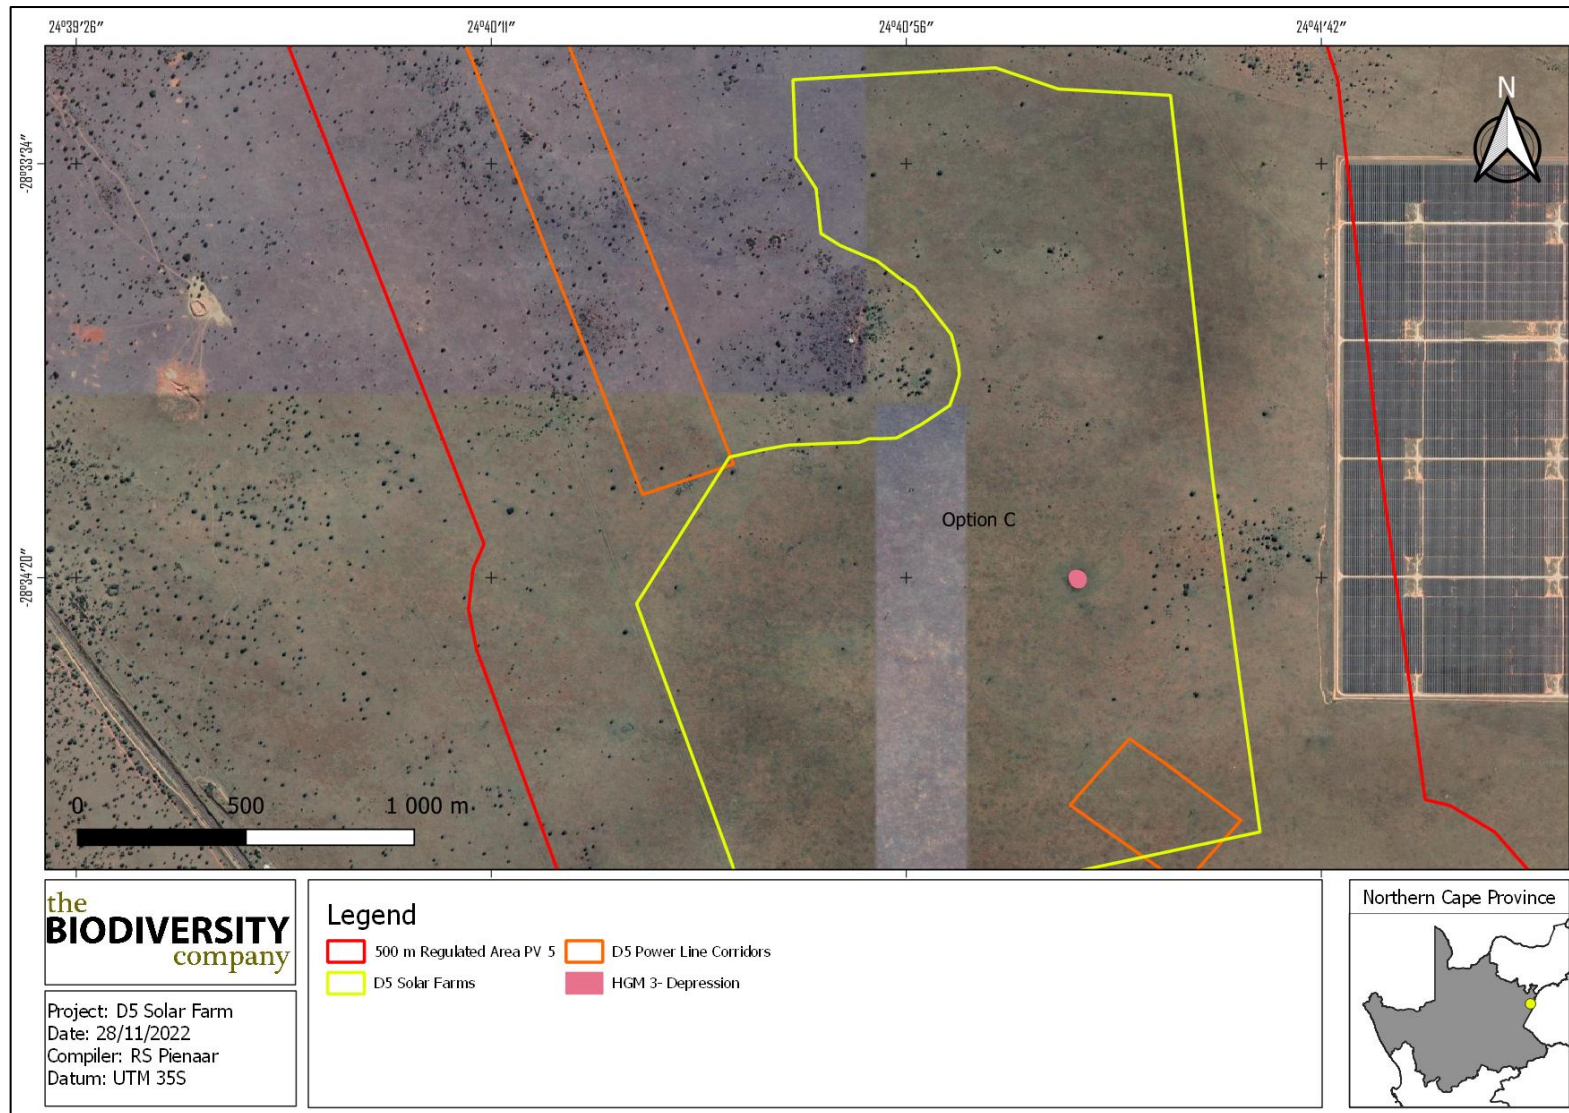 24°39'26"
24°40'11"
24°40'56"
24°41'42"
N
-28°33'34"
Option C
-28°34'20"
0 500 1 000 m
the
BIODIVERSITY
company
Project: D5 Solar Farm
Date: 28/11/2022
Compiler: RS Pienaar
Datum: UTM 35S
Legend
500 m Regulated Area PV 5
D5 Power Line Corridors
D5 Solar Farms
HGM 3- Depression
Northern Cape Province